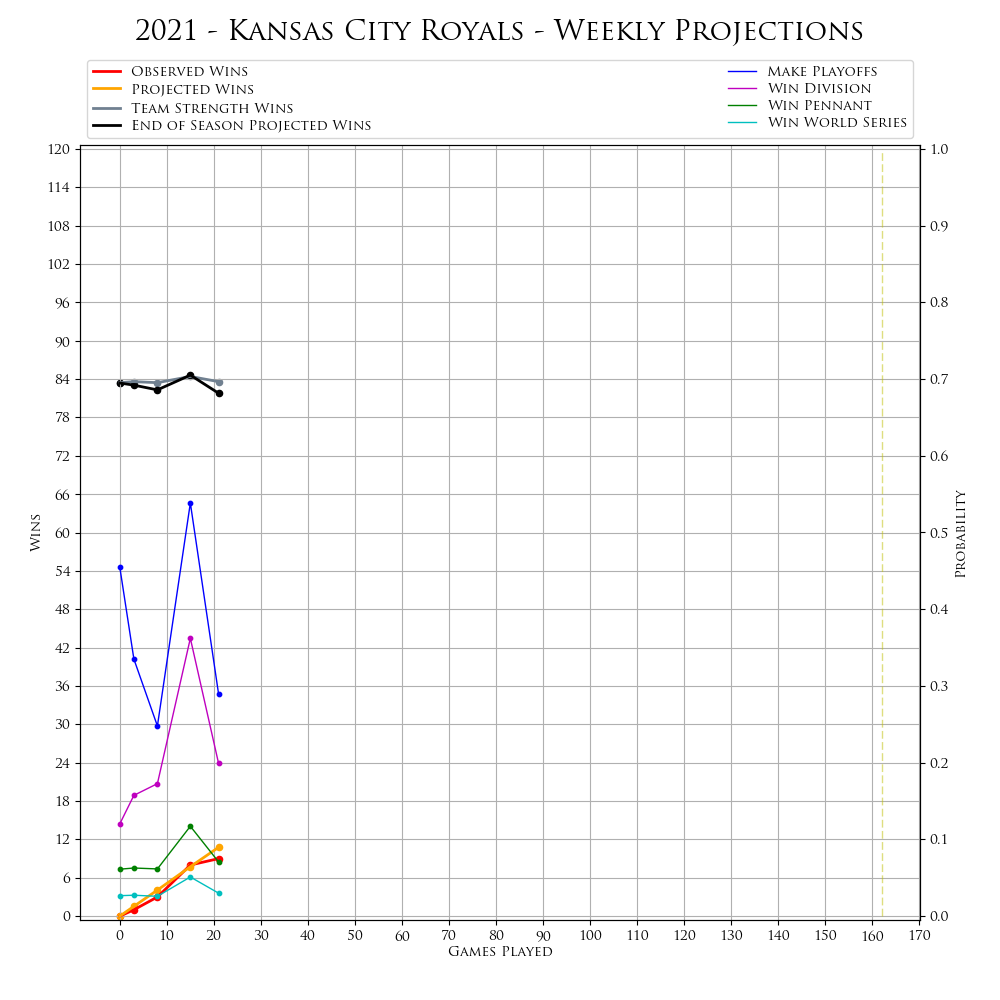 2021 - Kansas City Royals - Weekly Projections
Observed Wins
Projected Wins
Team Strength Wins
End of Season Projected Wins
Make Playoffs
Win Division
Win Pennant
Win World Series
120
114
108
102
96
90
84
78
72
66
60
54
48
42
36
30
24
18
12
6
0
Wins
1.0
0.9
0.8
0.7
0.6
0.5
0.4
0.3
0.2
0.1
0.0
Probability
0 10 20 30 40 50 60 70 80 90 100 110 120 130 140 150 160 170
Games Played